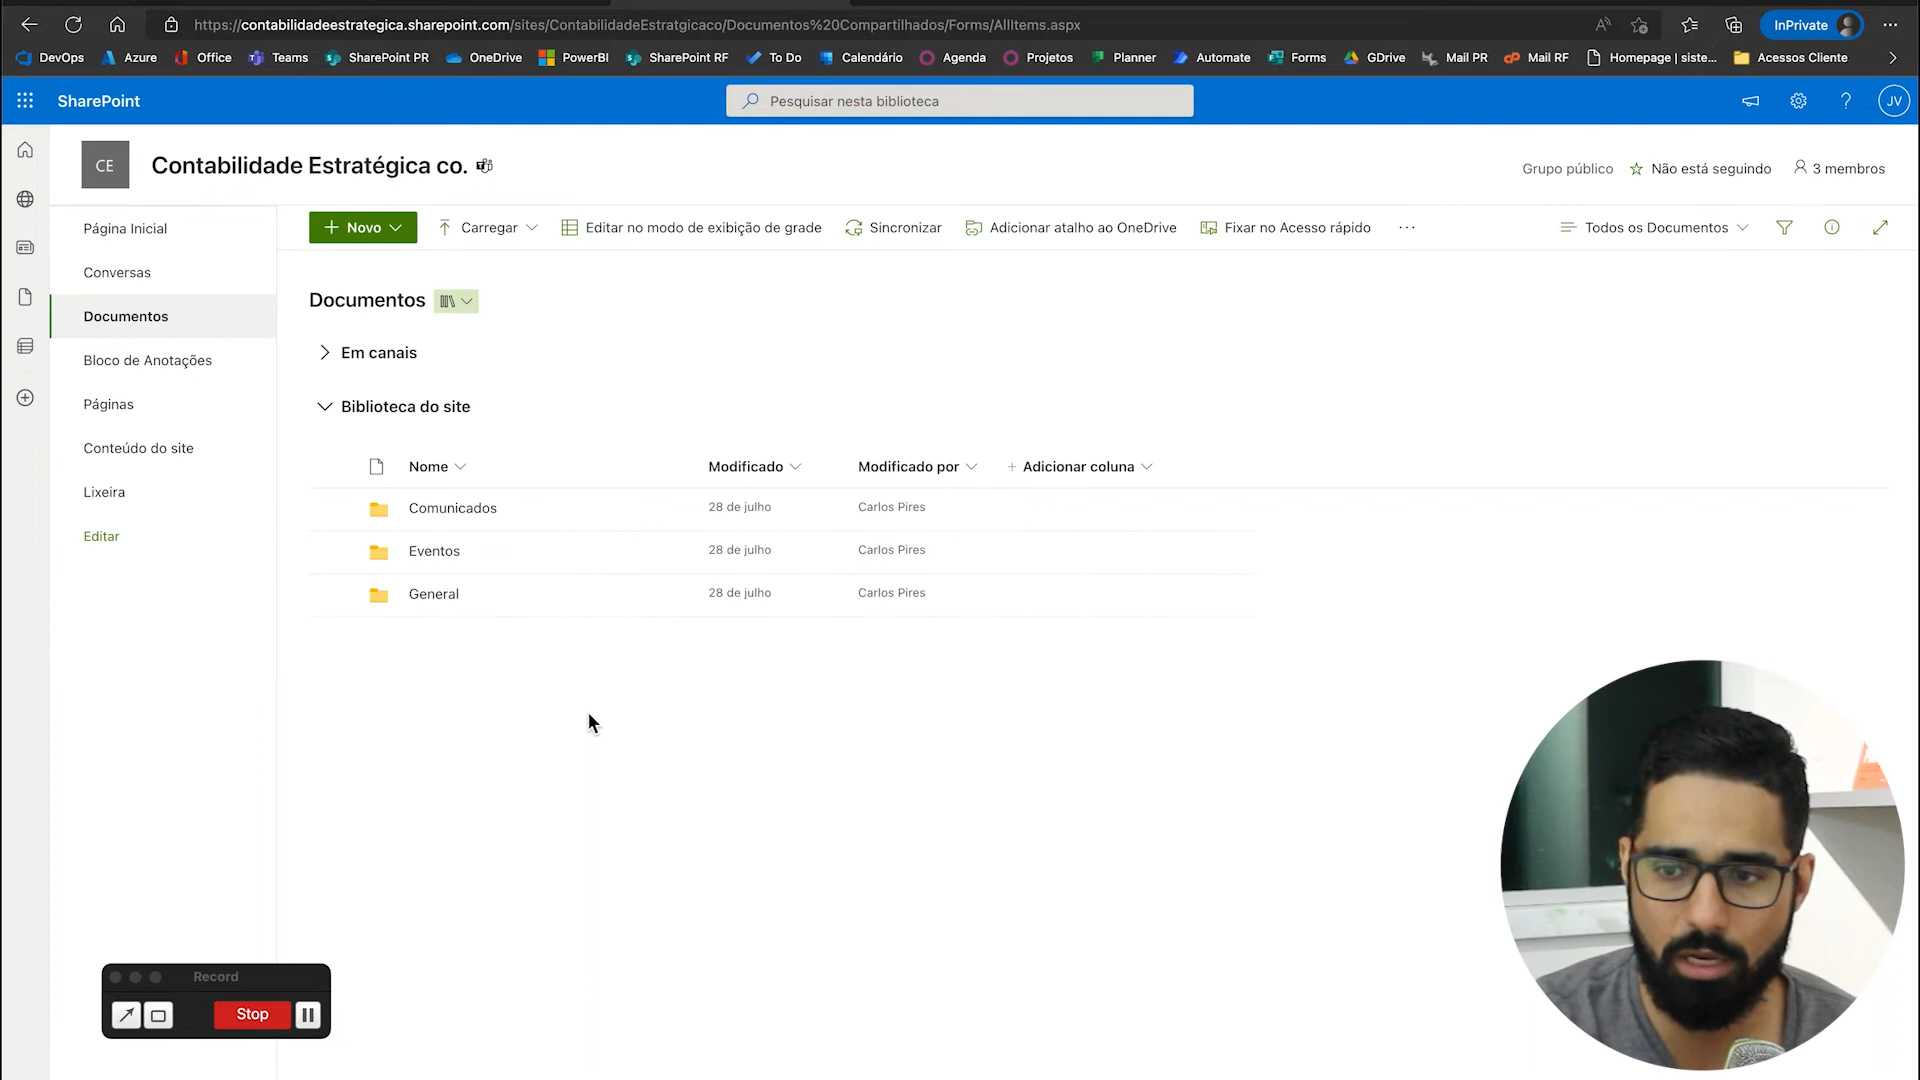 https://contabilidadeestrategica.sharepoint.com/sites/ContabilidadeEstratgicaco/Documentos%20Compartilhados/Forms/AllItems.aspx
InPrivate
DevOps Azure Office Teams SharePoint PR OneDrive PowerBI SharePoint RF To Do Calendário Agenda Projetos Planner Automate Forms GDrive Mail PR Mail RF Homepage | siste... Acessos Cliente
SharePoint
Pesquisar nesta biblioteca
JV
CE
Contabilidade Estratégica co.
Grupo público Não está seguindo 3 membros
Página Inicial
Conversas
Documentos
Bloco de Anotações
Páginas
Conteúdo do site
Lixeira
Editar
+ Novo Carregar Editar no modo de exibição de grade Sincronizar Adicionar atalho ao OneDrive Fixar no Acesso rápido ... Todos os Documentos
Documentos
Em canais
Biblioteca do site
Nome Modificado Modificado por + Adicionar coluna
Comunicados 28 de julho Carlos Pires
Eventos 28 de julho Carlos Pires
General 28 de julho Carlos Pires
Record
Stop